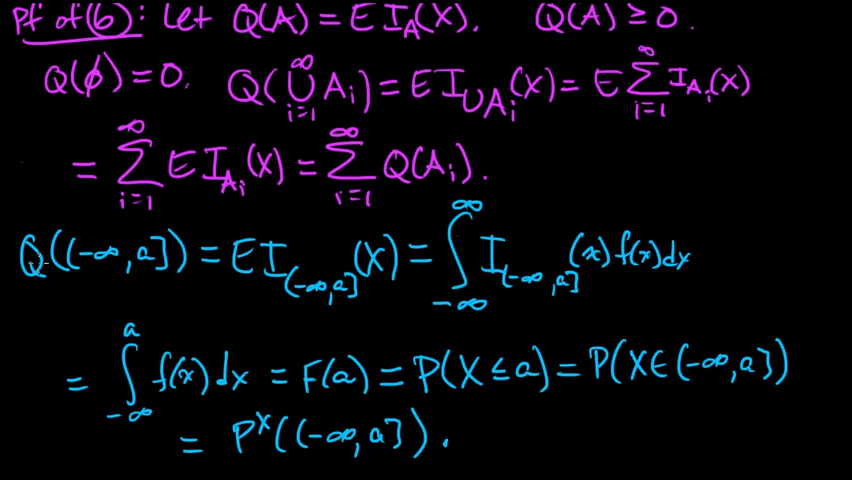 Pf of (6): Let Q(A) = E I_A(X). Q(A) ≥ 0.
Q(φ) = 0. Q(⋃_{i=1}^∞ A_i) = E I_{∪A_i}(X) = E ∑_{i=1}^∞ I_{A_i}(X)
= ∑_{i=1}^∞ E I_{A_i}(X) = ∑_{i=1}^∞ Q(A_i).
Q((-∞, a]) = E I_{(-∞, a]}(X) = ∫_{-∞}^∞ I_{(-∞, a]}(x) f(x) dx
= ∫_{-∞}^a f(x) dx = F(a) = P(X ≤ a) = P(X ∈ (-∞, a])
= P^X((-∞, a]).